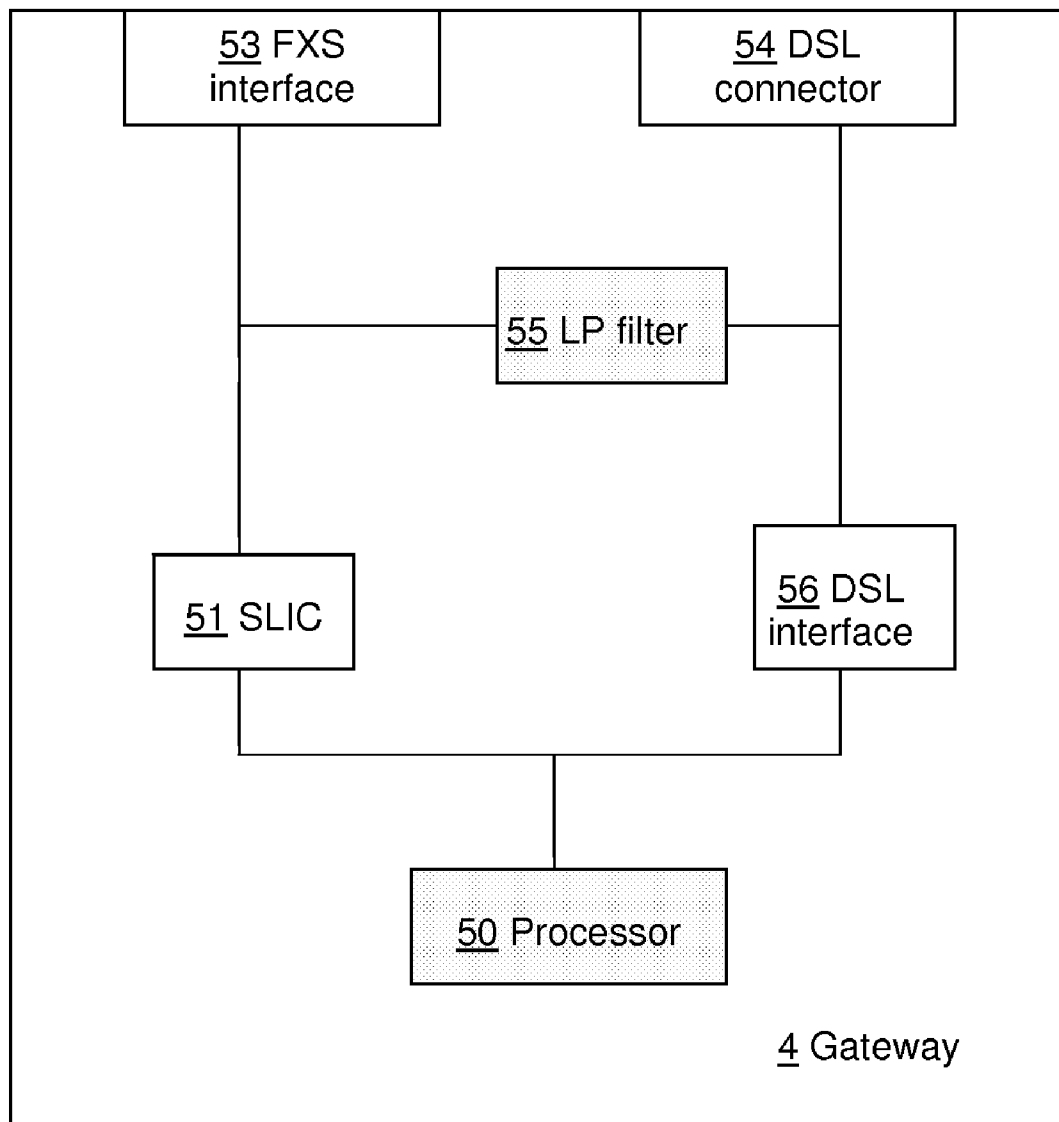 53 FXS
interface
54 DSL
connector
55 LP filter
51 SLIC
56 DSL
interface
50 Processor
4 Gateway